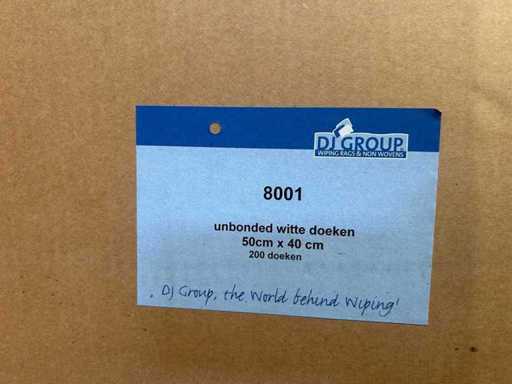 DJ GROUP
WIPING RAGS & NON WOVENS
8001
unbonded witte doeken
50cm x 40 cm
200 doeken
. DJ Group, the World behind Wiping!